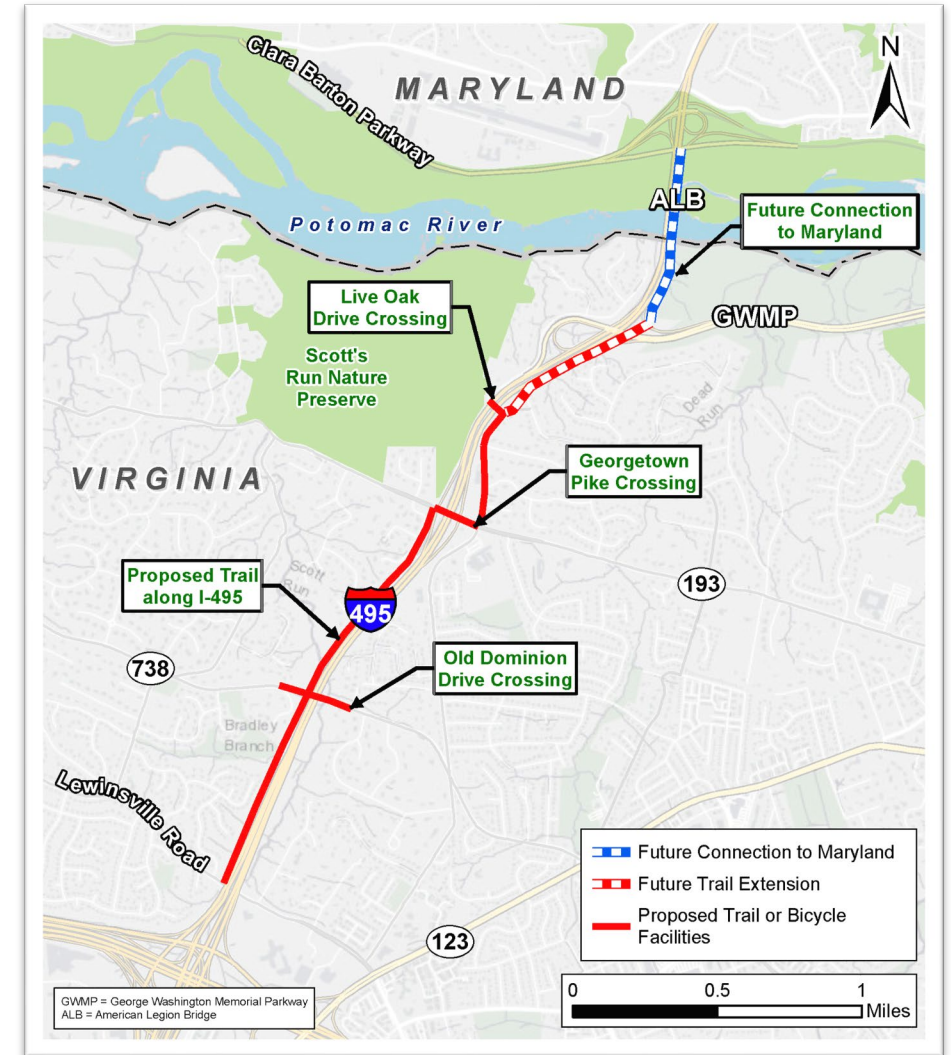 Clara Barton Parkway
MARYLAND
N
ALB
Potomac River
Future Connection
to Maryland
Live Oak
Drive Crossing
GWMP
Scott's
Run Nature
Preserve
Dead
Run
VIRGINIA
Georgetown
Pike Crossing
Scott
Run
Proposed Trail
along I-495
193
495
738
Old Dominion
Drive Crossing
Bradley
Branch
Lewinsville Road
Future Connection to Maryland
Future Trail Extension
Proposed Trail or Bicycle
Facilities
123
0 0.5 1
Miles
GWMP = George Washington Memorial Parkway
ALB = American Legion Bridge